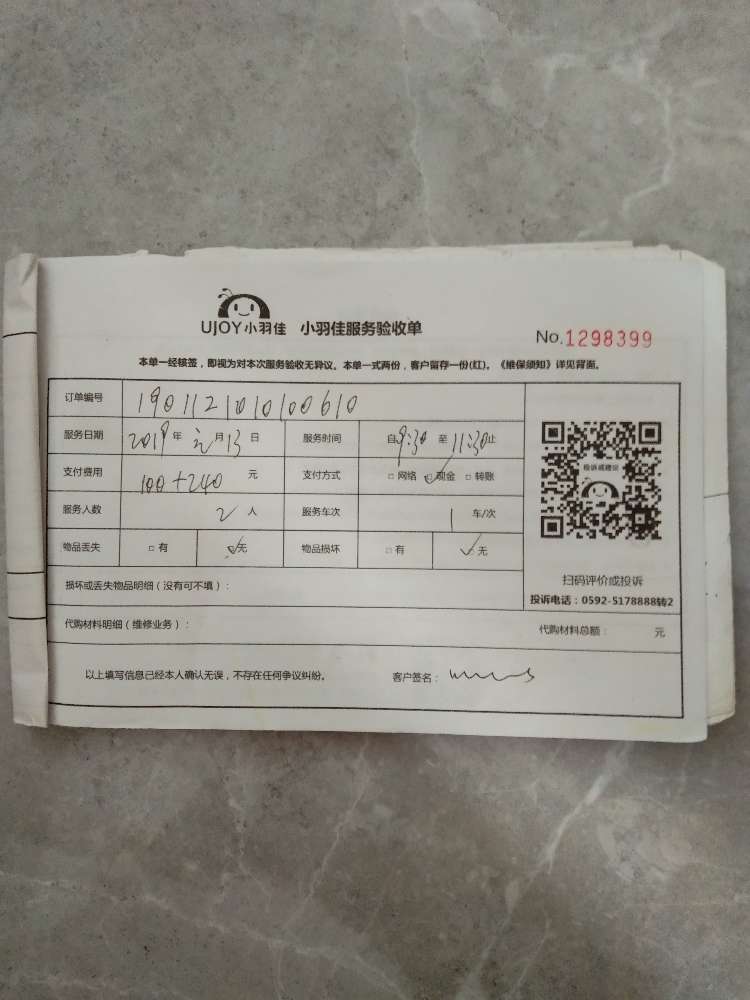 UJOY小羽佳 小羽佳服务验收单
No.1298399
本单一经核签，即视为对本次服务验收无异议。本单一式两份，客户留存一份(红)。《维保须知》详见背面。
订单编号 19011210100610
服务日期 2019年元月13日 服务时间 自9:30至11:30止
支付费用 100+240元 支付方式 □网络 ☑现金 □转账
服务人数 2人 服务车次 1车/次
物品丢失 □有 ☑无 物品损坏 □有 ☑无
投诉或建议
扫码评价或投诉
投诉电话：0592-5178888转2
损坏或丢失物品明细（没有可不填）：
代购材料明细（维修业务）： 代购材料总额： 元
以上填写信息已经本人确认无误，不存在任何争议纠纷。 客户签名：